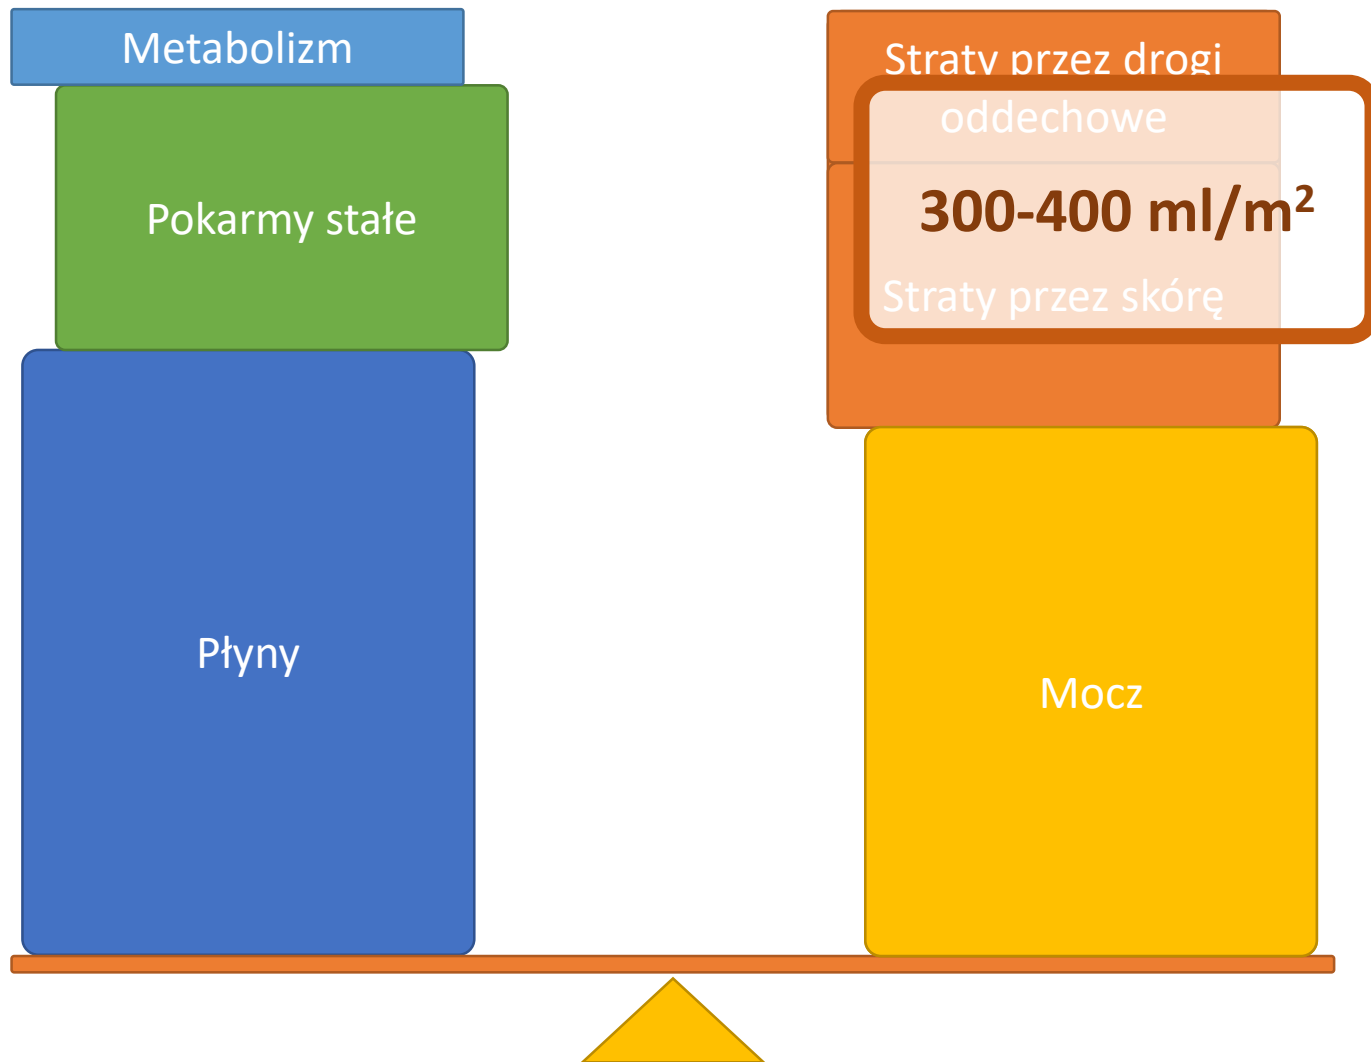 Metabolizm
Pokarmy stałe
Płyny
Straty przez drogi
oddechowe
300-400 ml/m²
Straty przez skórę
Mocz